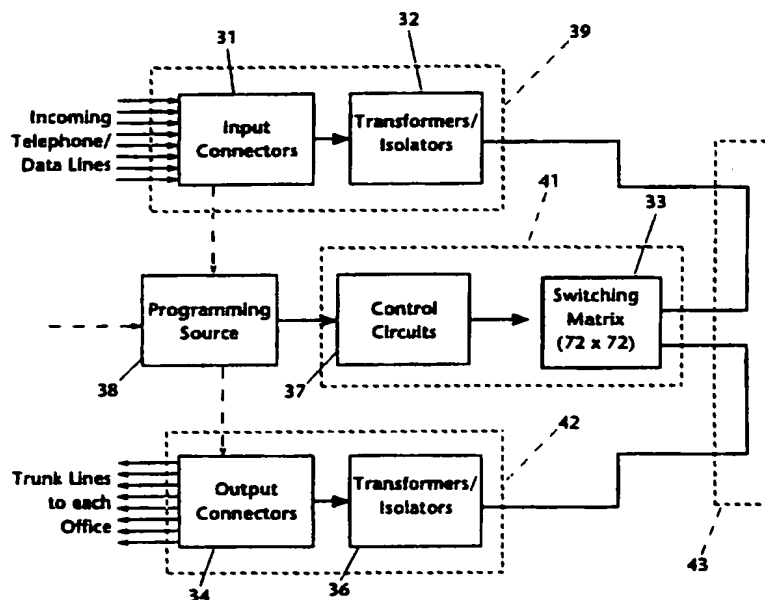 31
32
39
Incoming
Telephone/
Data Lines
Input
Connectors
Transformers/
Isolators
41
33
Programming
Source
Control
Circuits
Switching
Matrix
(72 x 72)
38
37
42
Trunk Lines
to each
Office
Output
Connectors
Transformers/
Isolators
34
36
43